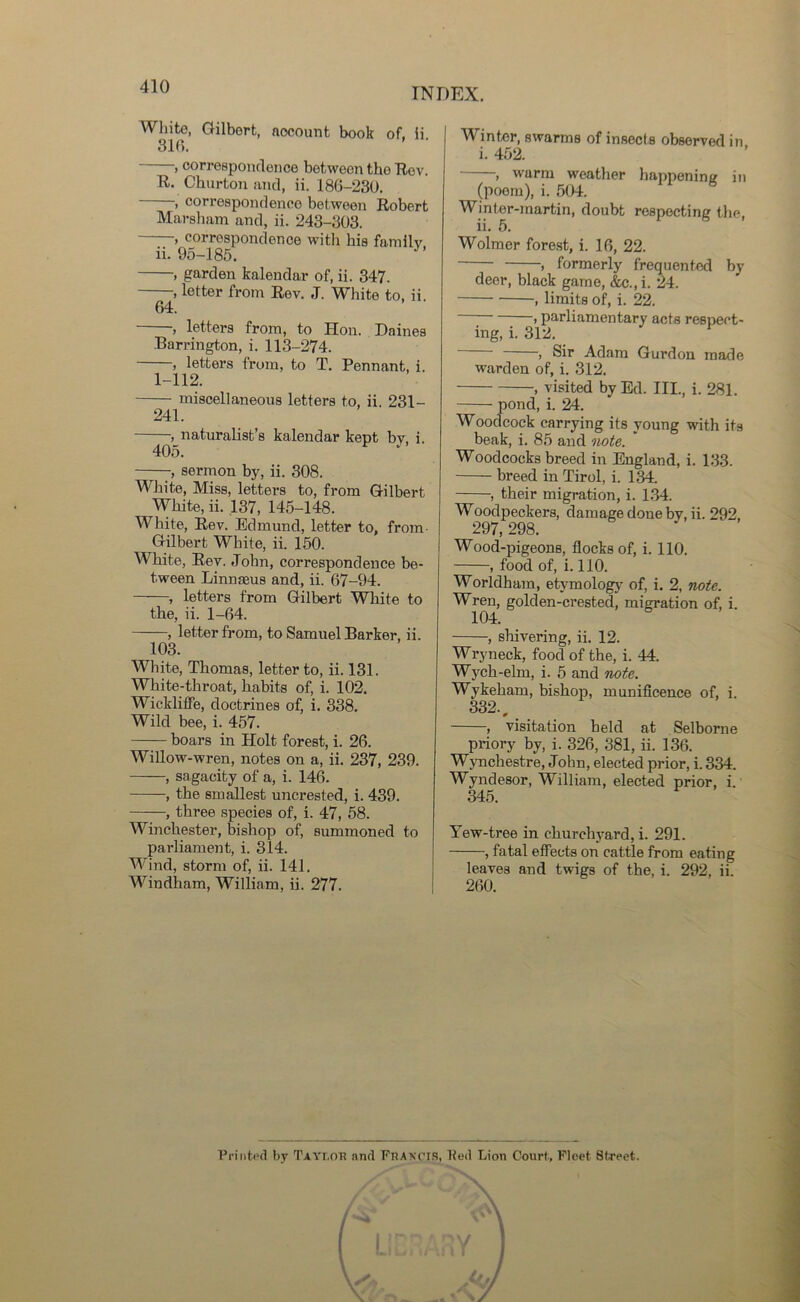 410
INDEX.
White, Gilbert, account book of, ii.
316.
——, correspondence between the Rev.
R. Churton and, ii. 186-230.
——, correspondence between Robert
Marsham and, ii. 243-303.
——, correspondence with his family,
ii. 95-185.
——, garden kalendar of, ii. 347.
——, letter from Rev. J. White to, ii.
64.
——, letters from, to Hon. Daines
Barrington, i. 113-274.
——, letters from, to T. Pennant, i.
1-112.
—— miscellaneous letters to, ii. 231-
241.
——, naturalist's kalendar kept by, i.
405.
——, sermon by, ii. 308.
White, Miss, letters to, from Gilbert
White, ii. 137, 145-148.
White, Rev. Edmund, letter to, from
Gilbert White, ii. 150.
White, Rev. John, correspondence be-
tween Linnæus and, ii. 67-94.
——, letters from Gilbert White to
the, ii. 1-64.
——, letter from, to Samuel Barker, ii.
103.
White, Thomas, letter to, ii. 131.
White-throat, habits of, i. 102.
Wickliffe, doctrines of, i. 338.
Wild bee, i. 457.
—— boars in Holt forest, i. 26.
Willow-wren, notes on a, ii. 237, 239.
——, sagacity of a, i. 146.
——, the smallest uncrested, i. 439.
——, three species of, i. 47, 58.
Winchester, bishop of, summoned to
parliament, i. 314.
Wind, storm of, ii. 141.
Windham, William, ii. 277.
Winter, swarms of insects observed in,
i. 452.
——, warm weather happening in
(poem), i. 504.
Winter-martin, doubt respecting the,
ii. 5.
Wolmer forest, i. 16, 22.
—— ——, formerly frequented by
deer, black game, &c., i. 24.
—— ——, limits of, i. 22.
—— ——, parliamentary acts respect-
ing, i. 312.
—— ——, Sir Adam Gurdon made
warden of, i. 312.
—— ——, visited by Ed. III., i. 281.
—— pond, i. 24.
Woodcock carrying its young with its
beak, i. 85 and note.
Woodcocks breed in England, i. 133.
—— breed in Tirol, i. 134.
——, their migration, i. 134.
Woodpeckers, damage done by, ii. 292,
297, 298.
Wood-pigeons, flocks of, i. 110.
——, food of, i. 110.
Worldham, etymology of, i. 2, note.
Wren, golden-crested, migration of, i.
104.
——, shivering, ii. 12.
Wryneck, food of the, i. 44.
Wych-elm, i. 5 and note.
Wykeham, bishop, munificence of, i.
332.
——, visitation held at Selborne
priory by, i. 326, 381, ii. 136.
Wynchestre, John, elected prior, i. 334.
Wyndesor, William, elected prior, i.
345.
Yew-tree in churchyard, i. 291.
——, fatal effects on cattle from eating
leaves and twigs of the, i. 292, ii.
260.
Printed by TAYLOR and FRANCIS, Red Lion Court, Fleet Street.
LIBRARY